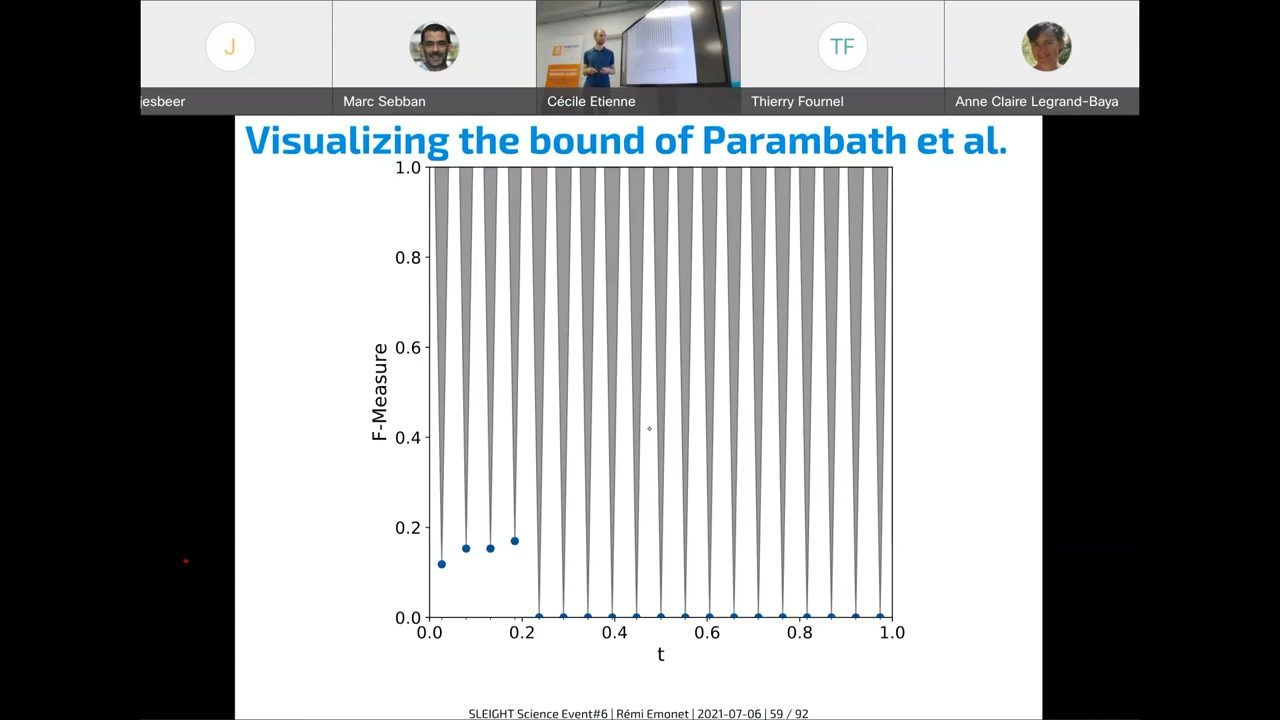 J
TF
jesbeer
Marc Sebban
Cécile Etienne
Thierry Fournel
Anne Claire Legrand-Baya
Visualizing the bound of Parambath et al.
1.0
0.8
0.6
0.4
0.2
0.0
F-Measure
0.0 0.2 0.4 0.6 0.8 1.0
t
SLEIGHT Science Event#6 | Rémi Emonet | 2021-07-06 | 59 / 92